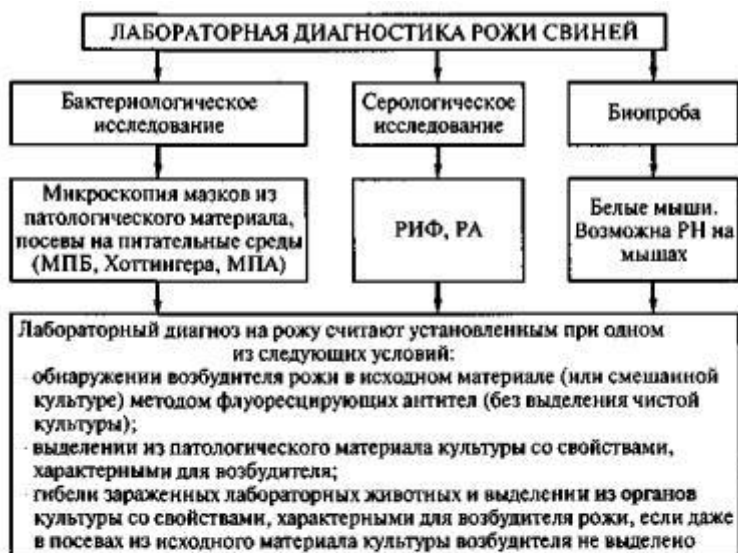 ЛАБОРАТОРНАЯ ДИАГНОСТИКА РОЖИ СВИНЕЙ
Бактериологическое
исследование
Серологическое
исследование
Биопроба
Микроскопия мазков из
патологического материала,
посевы на питательные среды
(МПБ, Хоттингера, МПА)
РИФ, РА
Белые мыши.
Возможна РН на
мышах
Лабораторный диагноз на рожу считают установленным при одном
из следующих условий:
· обнаружении возбудителя рожи в исходном материале (или смешанной
культуре) методом флуоресцирующих антител (без выделения чистой
культуры);
· выделении из патологического материала культуры со свойствами,
характерными для возбудителя;
· гибели зараженных лабораторных животных и выделении из органов
культуры со свойствами, характерными для возбудителя рожи, если даже
в посевах из исходного материала культуры возбудителя не выделено